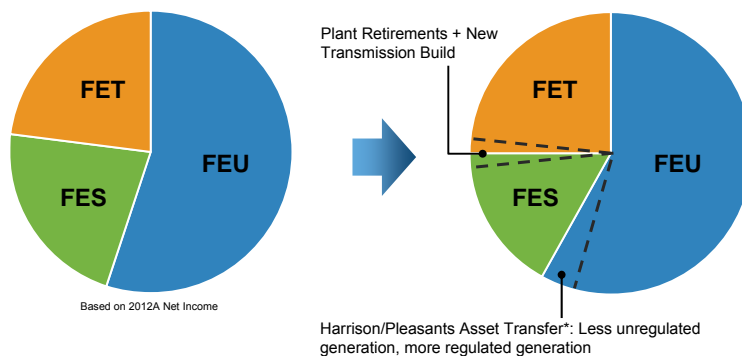 FET
FEU
FES
Based on 2012A Net Income
Plant Retirements + New
Transmission Build
FET
FEU
FES
Harrison/Pleasants Asset Transfer*: Less unregulated
generation, more regulated generation